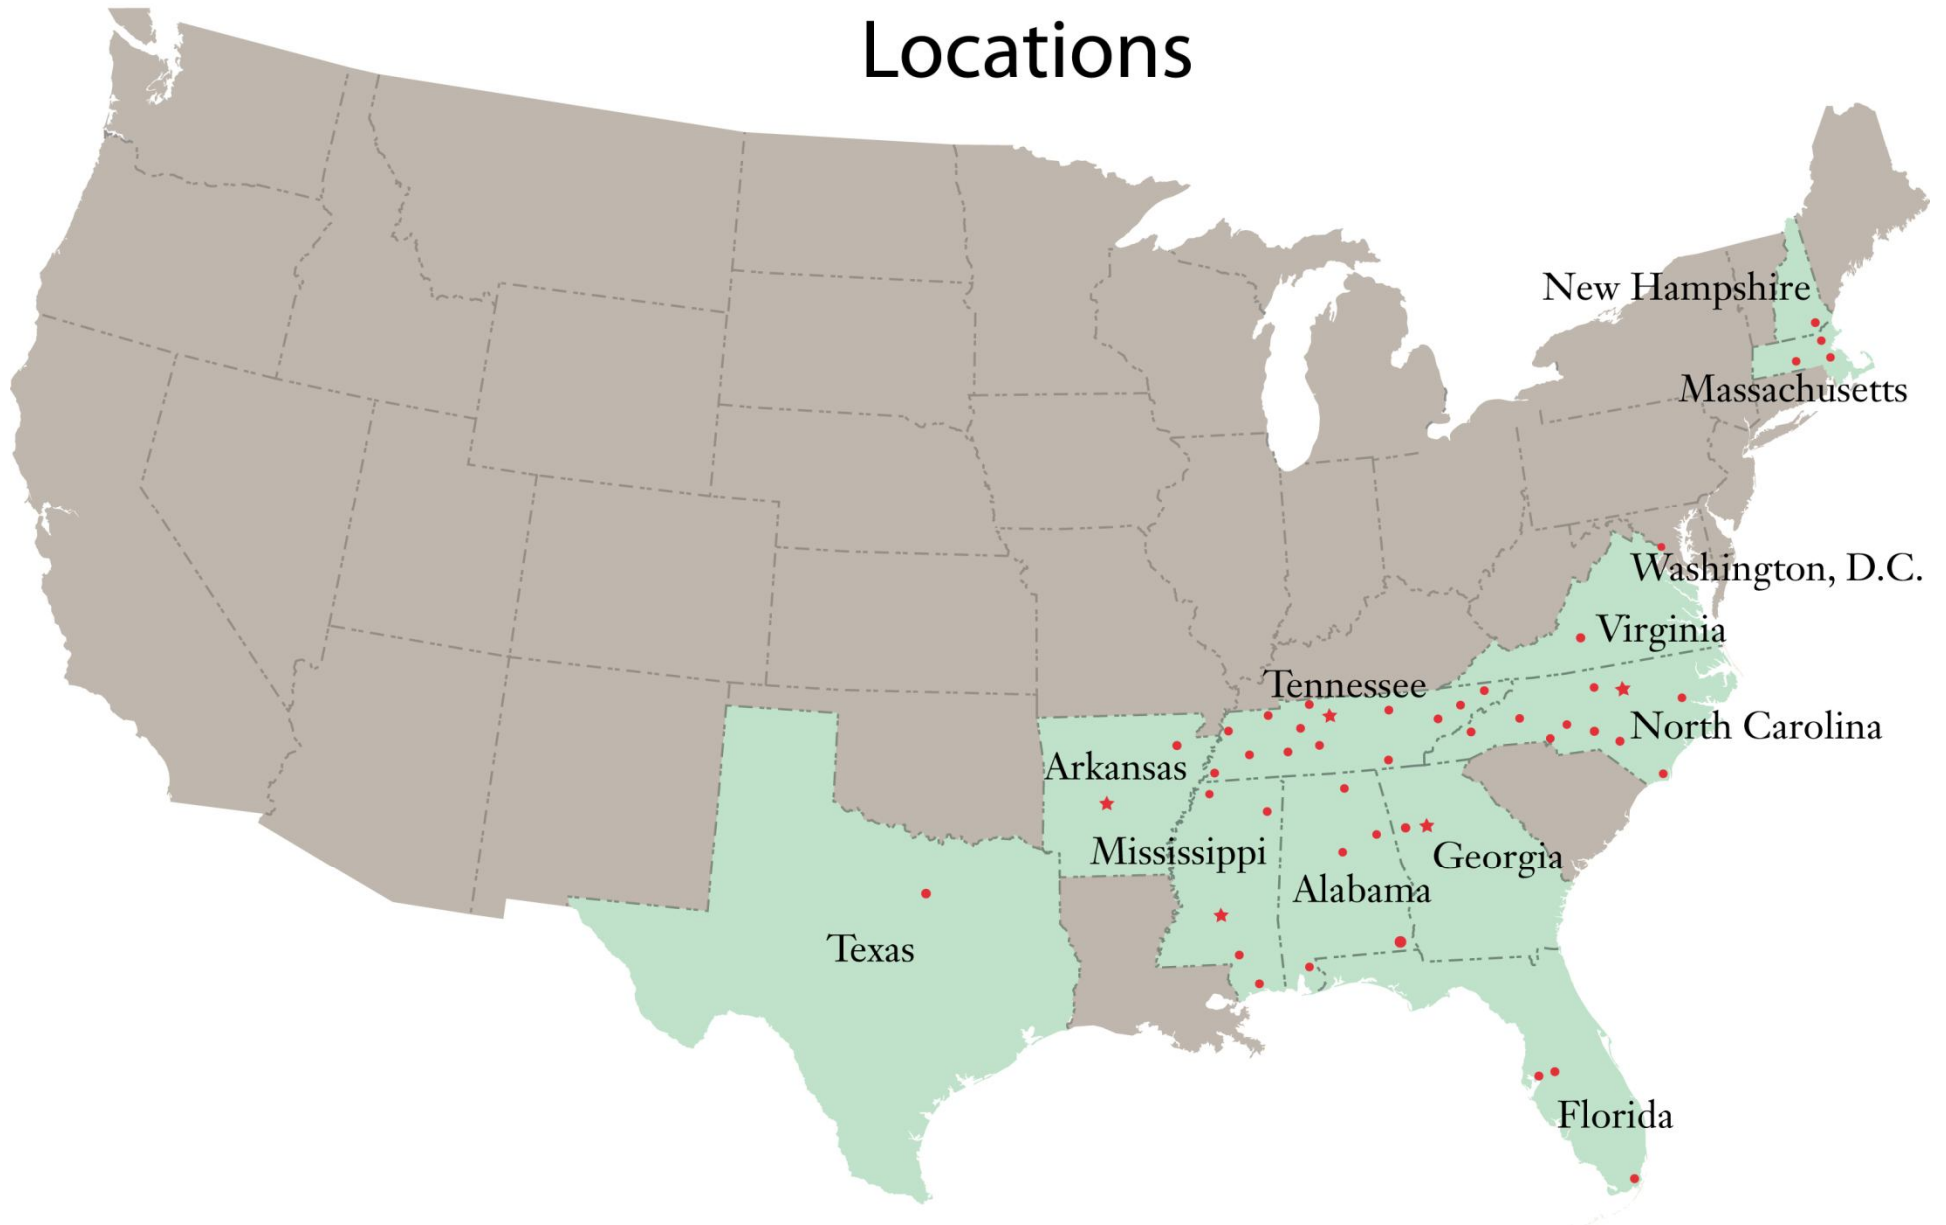 Locations
New Hampshire
Massachusetts
Washington, D.C.
Virginia
Tennessee
North Carolina
Arkansas
Mississippi
Georgia
Alabama
Texas
Florida